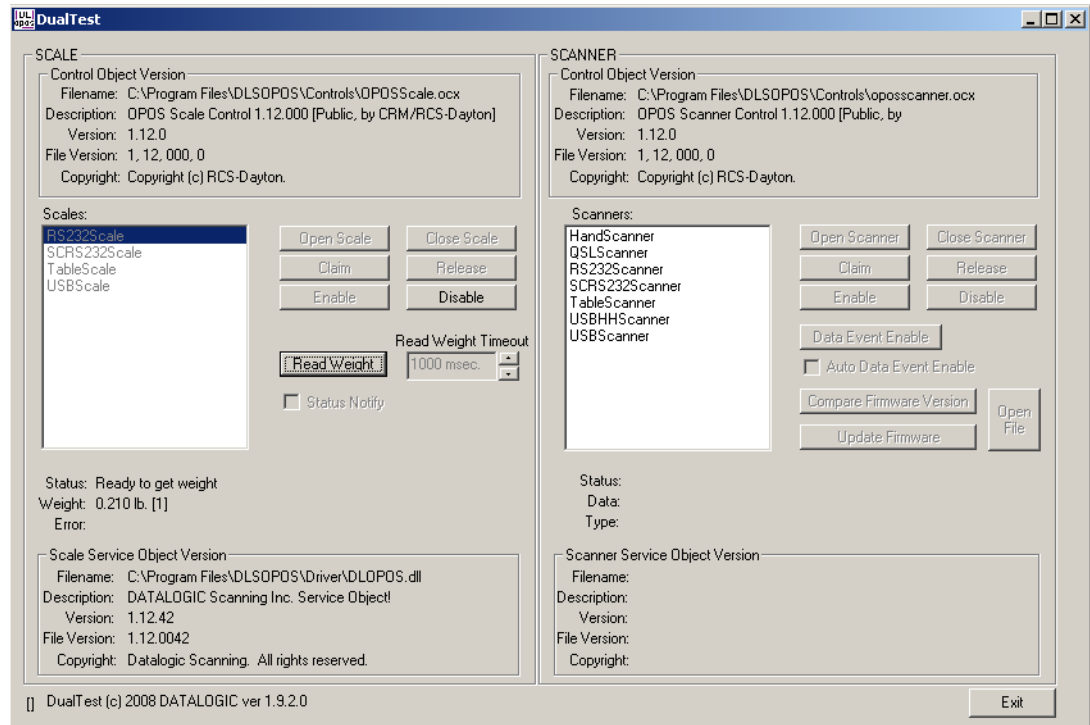 UL
opos
DualTest
SCALE
Control Object Version
Filename: C:\Program Files\DLSOPOS\Controls\OPOSScale.ocx
Description: OPOS Scale Control 1.12.000 [Public, by CRM/RCS-Dayton]
Version: 1.12.0
File Version: 1, 12, 000, 0
Copyright: Copyright (c) RCS-Dayton.
Scales:
RS232Scale
SCRS232Scale
TableScale
USBScale
Open Scale Close Scale
Claim Release
Enable Disable
Read Weight Timeout
Read Weight 1000 msec.
Status Notify
Status: Ready to get weight
Weight: 0.210 lb. [1]
Error:
Scale Service Object Version
Filename: C:\Program Files\DLSOPOS\Driver\DLOPOS.dll
Description: DATALOGIC Scanning Inc. Service Object!
Version: 1.12.42
File Version: 1.12.0042
Copyright: Datalogic Scanning. All rights reserved.
SCANNER
Control Object Version
Filename: C:\Program Files\DLSOPOS\Controls\oposscanner.ocx
Description: OPOS Scanner Control 1.12.000 [Public, by
Version: 1.12.0
File Version: 1, 12, 000, 0
Copyright: Copyright (c) RCS-Dayton.
Scanners:
HandScanner
QSLScanner
RS232Scanner
SCRS232Scanner
TableScanner
USBHHScanner
USBScanner
Open Scanner Close Scanner
Claim Release
Enable Disable
Data Event Enable
Auto Data Event Enable
Compare Firmware Version
Update Firmware
Open
File
Status:
Data:
Type:
Scanner Service Object Version
Filename:
Description:
Version:
File Version:
Copyright:
[] DualTest (c) 2008 DATALOGIC ver 1.9.2.0
Exit